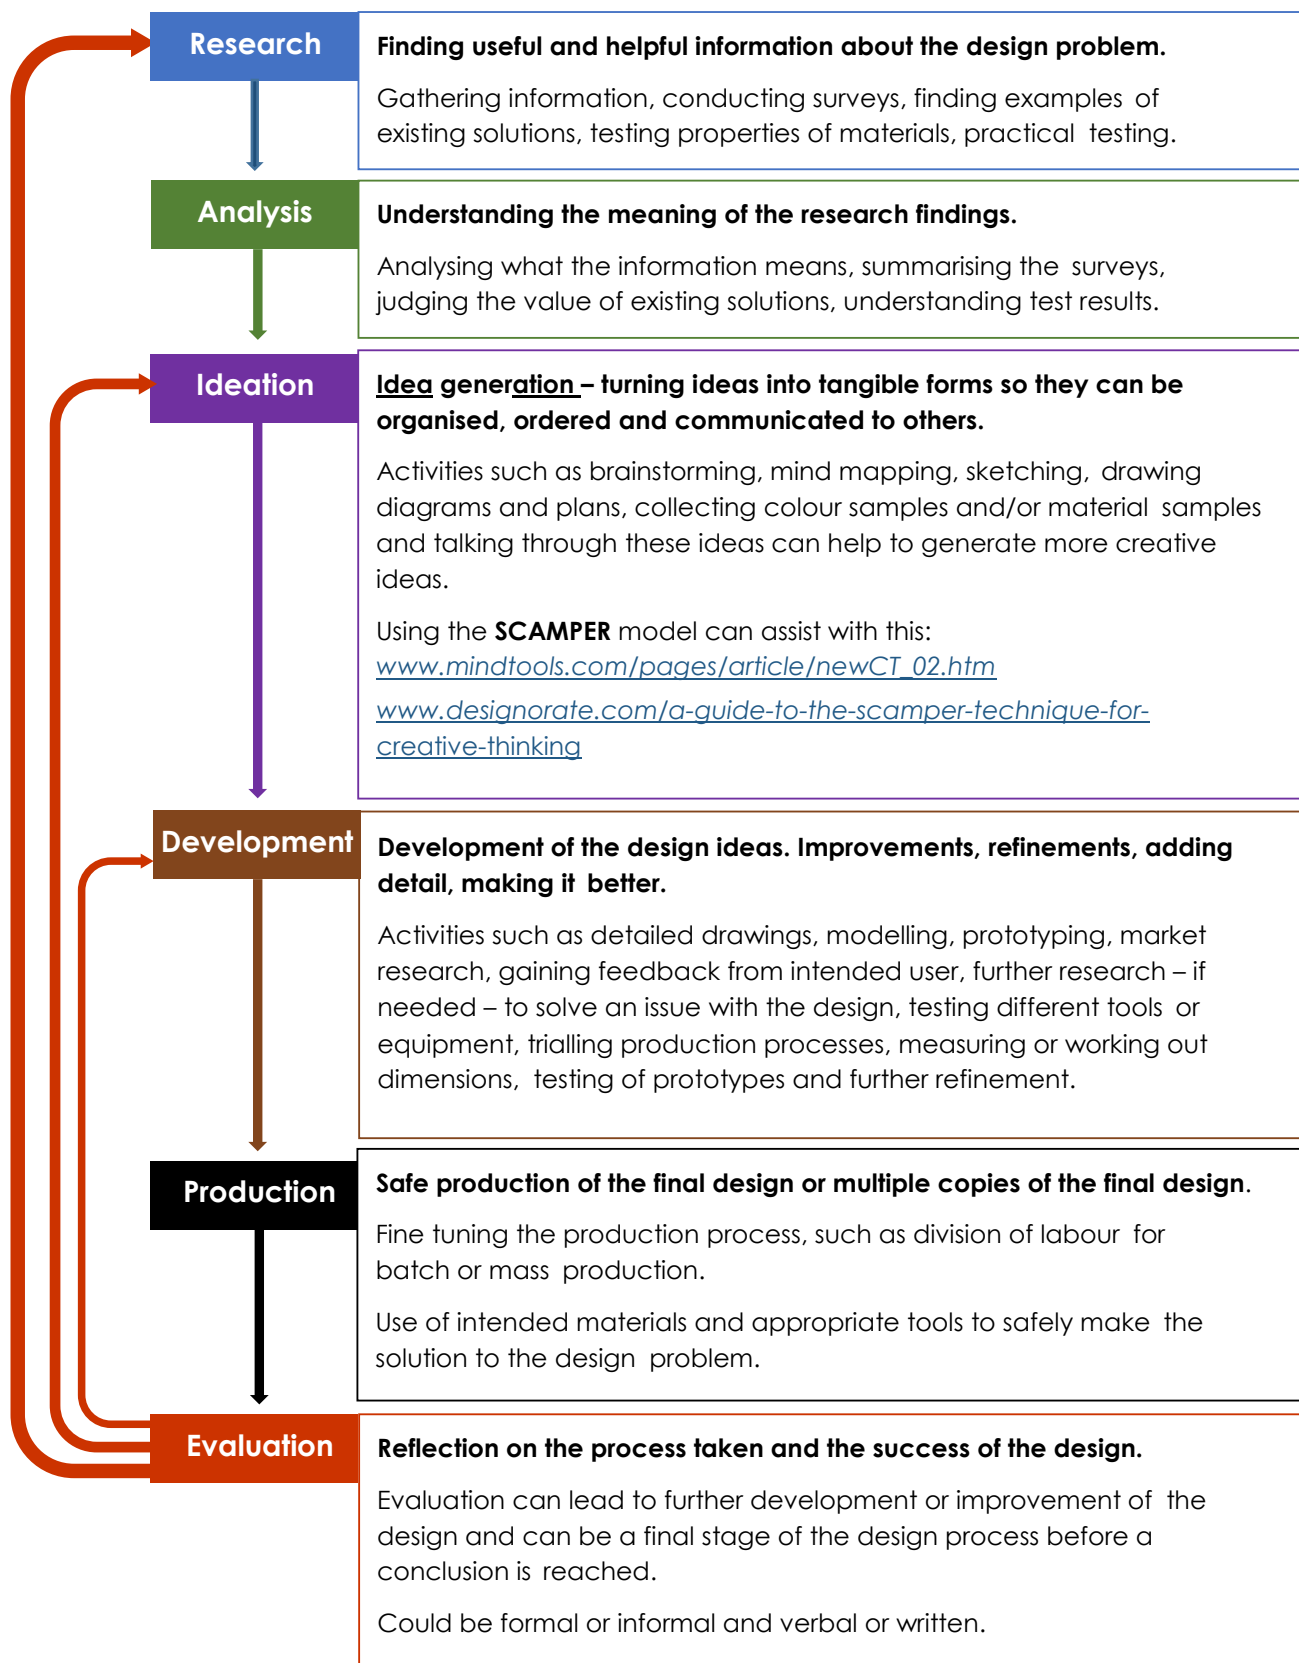 Research
Finding useful and helpful information about the design problem.
Gathering information, conducting surveys, finding examples of
existing solutions, testing properties of materials, practical testing.
Analysis
Understanding the meaning of the research findings.
Analysing what the information means, summarising the surveys,
judging the value of existing solutions, understanding test results.
Ideation
Idea generation – turning ideas into tangible forms so they can be
organised, ordered and communicated to others.
Activities such as brainstorming, mind mapping, sketching, drawing
diagrams and plans, collecting colour samples and/or material samples
and talking through these ideas can help to generate more creative
ideas.
Using the SCAMPER model can assist with this:
www.mindtools.com/pages/article/newCT_02.htm
www.designorate.com/a-guide-to-the-scamper-technique-for-
creative-thinking
Development
Development of the design ideas. Improvements, refinements, adding
detail, making it better.
Activities such as detailed drawings, modelling, prototyping, market
research, gaining feedback from intended user, further research – if
needed – to solve an issue with the design, testing different tools or
equipment, trialling production processes, measuring or working out
dimensions, testing of prototypes and further refinement.
Production
Safe production of the final design or multiple copies of the final design.
Fine tuning the production process, such as division of labour for
batch or mass production.
Use of intended materials and appropriate tools to safely make the
solution to the design problem.
Evaluation
Reflection on the process taken and the success of the design.
Evaluation can lead to further development or improvement of the
design and can be a final stage of the design process before a
conclusion is reached.
Could be formal or informal and verbal or written.